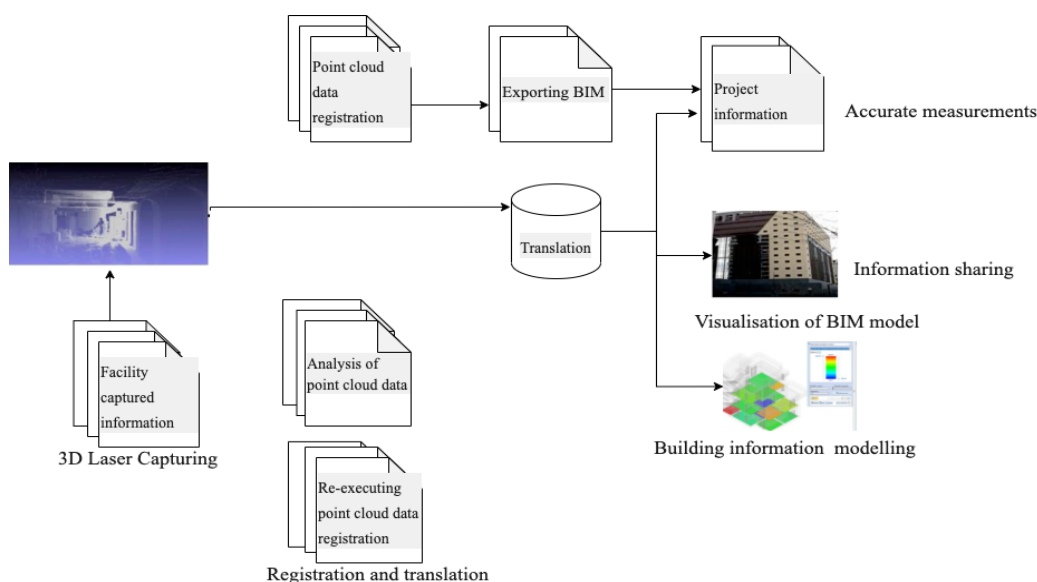 Point cloud
data
registration
Exporting BIM
Project
information
Accurate measurements
Translation
Information sharing
Visualisation of BIM model
Facility
captured
information
3D Laser Capturing
Analysis of
point cloud data
Building information modelling
Re-executing
point cloud data
registration
Registration and translation